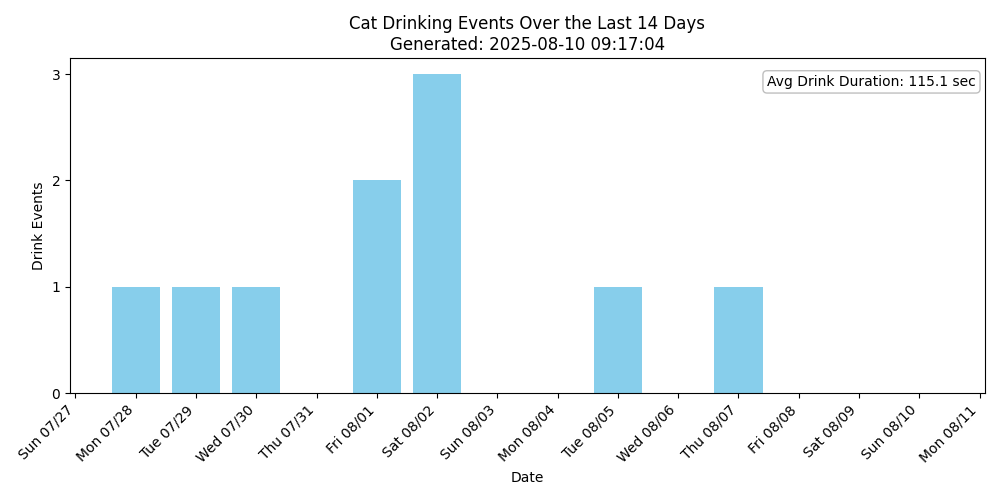 Cat Drinking Events Over the Last 14 Days
Generated: 2025-08-10 09:17:04
Avg Drink Duration: 115.1 sec
Drink Events
3
2
1
0
Sun 07/27
Mon 07/28
Tue 07/29
Wed 07/30
Thu 07/31
Fri 08/01
Sat 08/02
Sun 08/03
Mon 08/04
Tue 08/05
Wed 08/06
Thu 08/07
Fri 08/08
Sat 08/09
Sun 08/10
Mon 08/11
Date